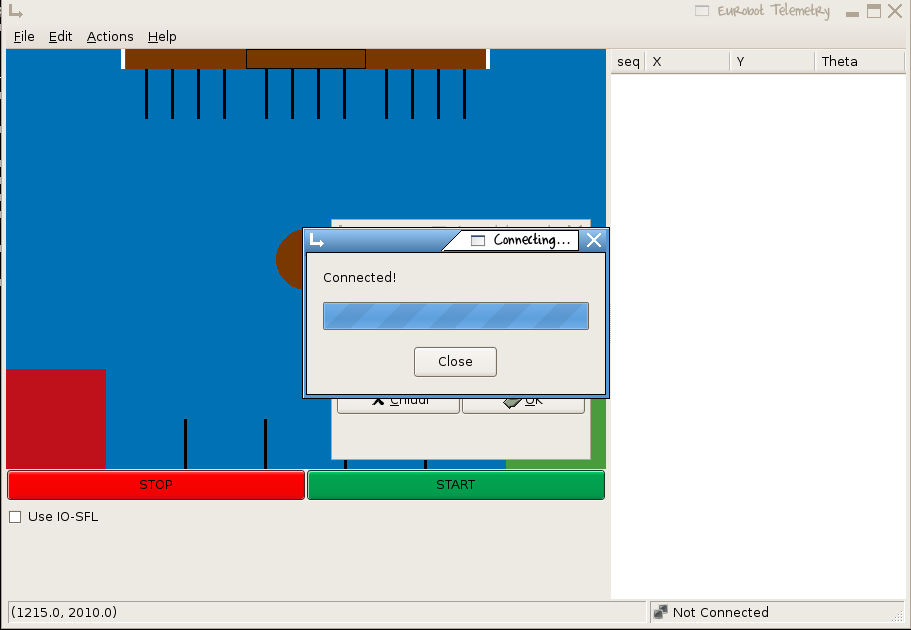 Eurobot Telemetry
File Edit Actions Help
seq X Y Theta
Connecting...
Connected!
Close
OK
STOP START
Use IO-SFL
(1215.0, 2010.0)
Not Connected